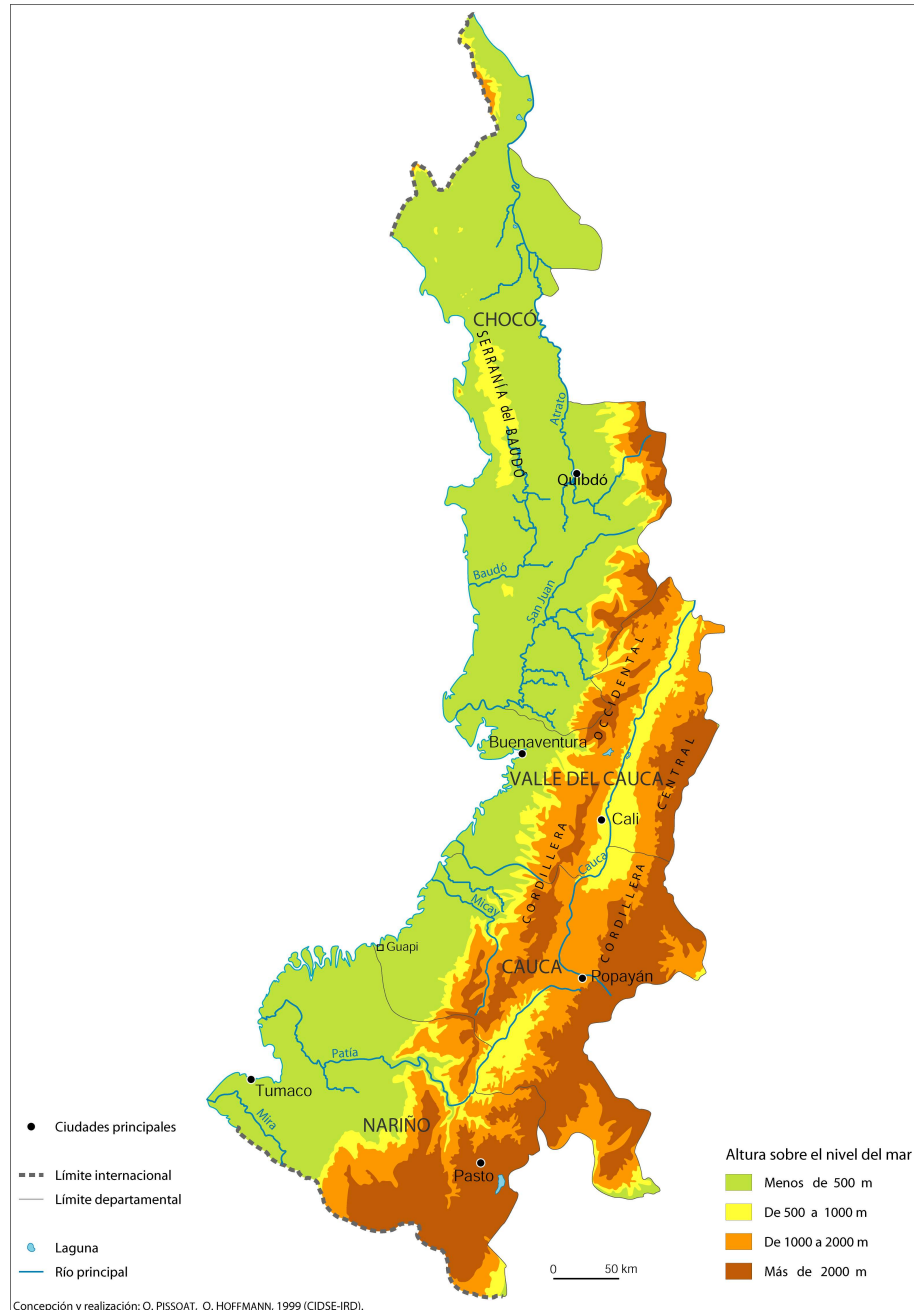 CHOCÓ
SERRANÍA del BAUDÓ
Atrato
Quibdó
Baudó
San Juan
CORDILLERA OCCIDENTAL
Buenaventura
VALLE DEL CAUCA
CORDILLERA CENTRAL
Cali
Cauca
Micay
Guapi
CAUCA
Popayán
Patía
Tumaco
Mira
NARIÑO
Pasto
Ciudades principales
Límite internacional
Límite departamental
Laguna
Río principal
0 50 km
Altura sobre el nivel del mar
Menos de 500 m
De 500 a 1000 m
De 1000 a 2000 m
Más de 2000 m
Concepción y realización: O. PISSOAT, O. HOFFMANN, 1999 (CIDSE-IRD).